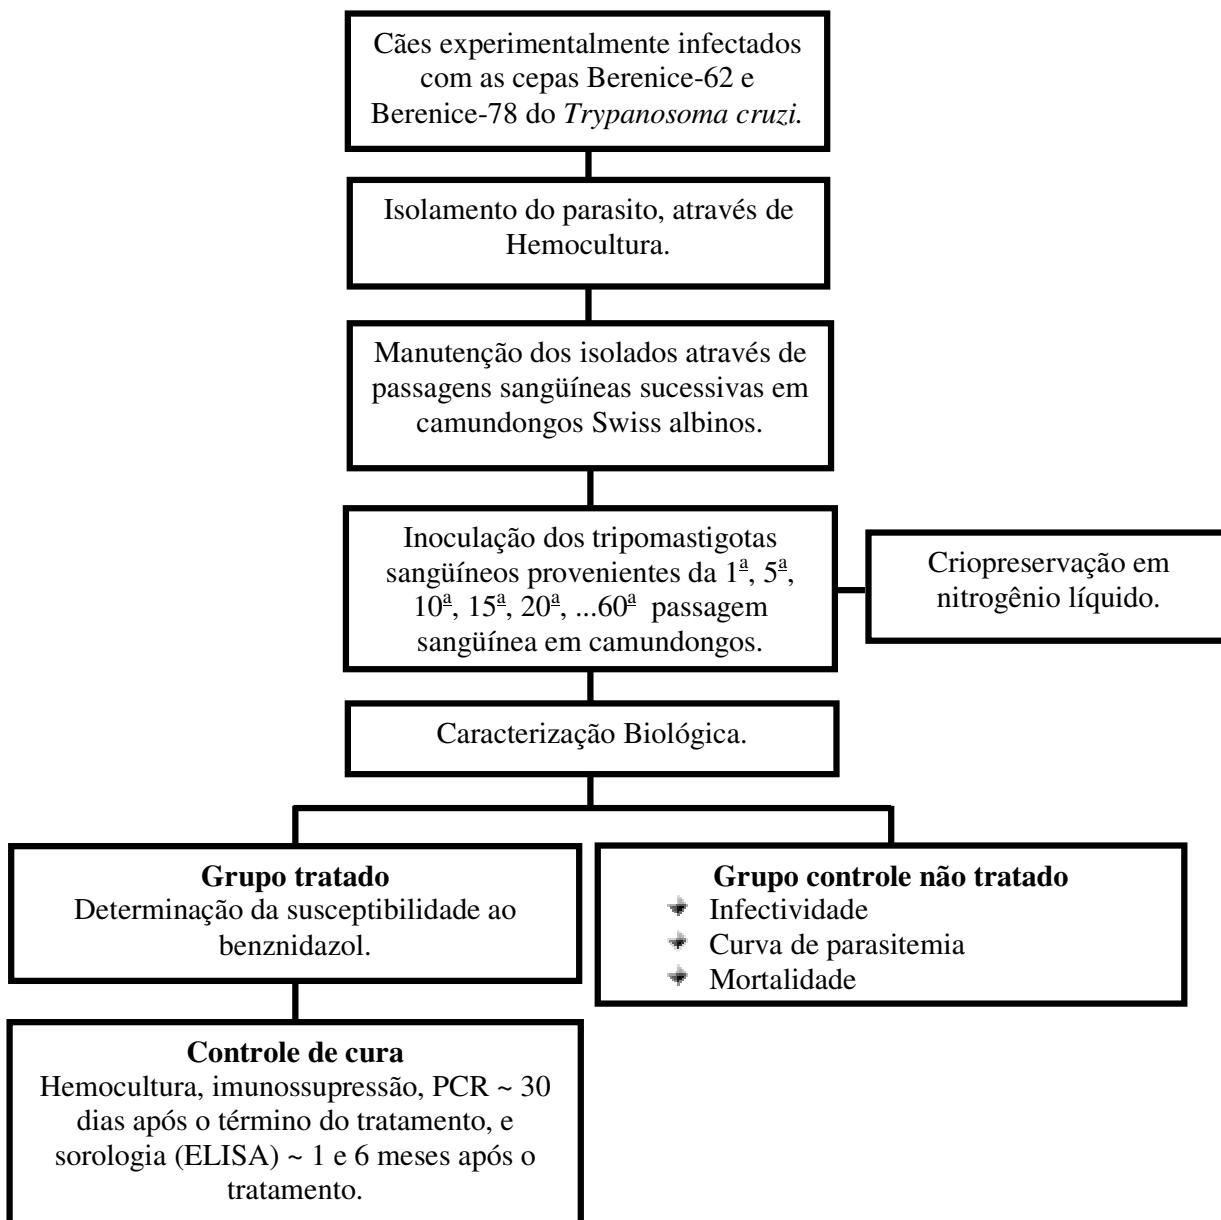 Cães experimentalmente infectados
com as cepas Berenice-62 e
Berenice-78 do Trypanosoma cruzi.
Isolamento do parasito, através de
Hemocultura.
Manutenção dos isolados através de
passagens sangüíneas sucessivas em
camundongos Swiss albinos.
Inoculação dos tripomastigotas
sangüíneos provenientes da 1ª, 5ª,
10ª, 15ª, 20ª, ...60ª passagem
sangüínea em camundongos.
Criopreservação em
nitrogênio líquido.
Caracterização Biológica.
Grupo tratado
Determinação da susceptibilidade ao
benznidazol.
Grupo controle não tratado
Infectividade
Curva de parasitemia
Mortalidade
Controle de cura
Hemocultura, imunossupressão, PCR ~ 30
dias após o término do tratamento, e
sorologia (ELISA) ~ 1 e 6 meses após o
tratamento.